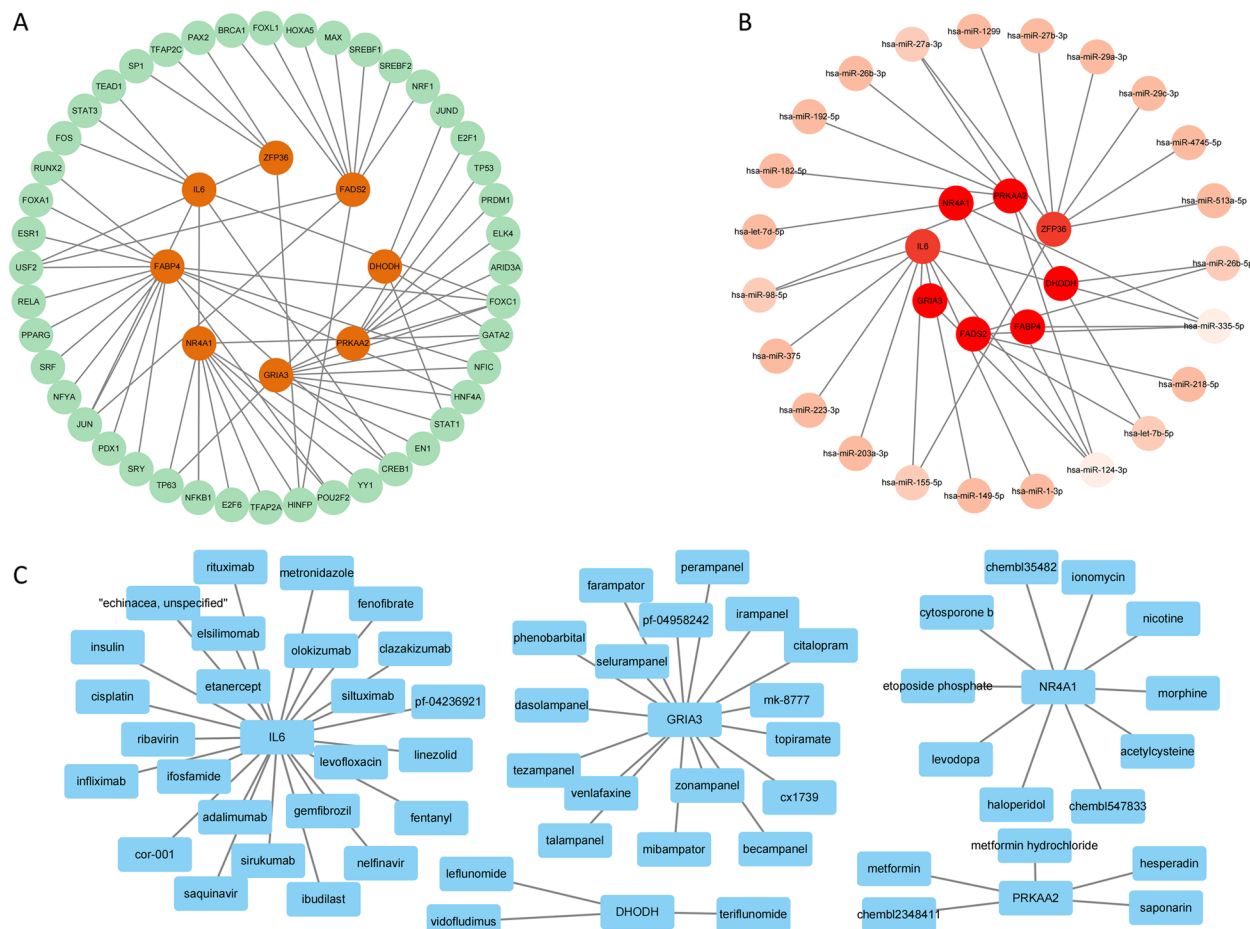 A
BRCA1
FOXL1
HOXA5
PAX2
MAX
TFAP2C
SREBF1
SP1
SREBF2
TEAD1
NRF1
STAT3
JUND
FOS
E2F1
ZFP36
RUNX2
TP53
IL6
FADS2
FOXA1
PRDM1
ESR1
ELK4
USF2
FABP4
DHODH
ARID3A
RELA
FOXC1
PPARG
GATA2
NR4A1
PRKAA2
SRF
NFIC
GRIA3
NFYA
HNF4A
JUN
STAT1
PDX1
EN1
SRY
CREB1
TP63
YY1
NFKB1
POU2F2
E2F6
TFAP2A
HINFP
B
hsa-miR-1299
hsa-miR-27b-3p
hsa-miR-27a-3p
hsa-miR-29a-3p
hsa-miR-26b-3p
hsa-miR-29c-3p
hsa-miR-192-5p
hsa-miR-4745-5p
hsa-miR-182-5p
PRKAA2
NR4A1
hsa-miR-513a-5p
ZFP36
hsa-let-7d-5p
IL6
hsa-miR-26b-5p
DHODH
hsa-miR-98-5p
GRIA3
hsa-miR-335-5p
FADS2
FABP4
hsa-miR-375
hsa-miR-218-5p
hsa-miR-223-3p
hsa-let-7b-5p
hsa-miR-203a-3p
hsa-miR-124-3p
hsa-miR-155-5p
hsa-miR-149-5p
hsa-miR-1-3p
C
rituximab
metronidazole
"echinacea, unspecified"
fenofibrate
elsilimomab
insulin
olokizumab
clazakizumab
etanercept
cisplatin
siltuximab
pf-04236921
ribavirin
IL6
linezolid
levofloxacin
infliximab
ifosfamide
gemfibrozil
fentanyl
adalimumab
cor-001
sirukumab
nelfinavir
saquinavir
ibudilast
perampanel
farampator
pf-04958242
irampanel
phenobarbital
citalopram
selurampanel
dasolampanel
mk-8777
GRIA3
topiramate
tezampanel
venlafaxine
zonampanel
cx1739
talampanel
mibampator
becampanel
leflunomide
vidofludimus
DHODH
teriflunomide
chembl35482
ionomycin
cytosporone b
nicotine
etoposide phosphate
NR4A1
morphine
levodopa
acetylcysteine
haloperidol
chembl547833
metformin hydrochloride
metformin
hesperadin
PRKAA2
chembl2348411
saponarin